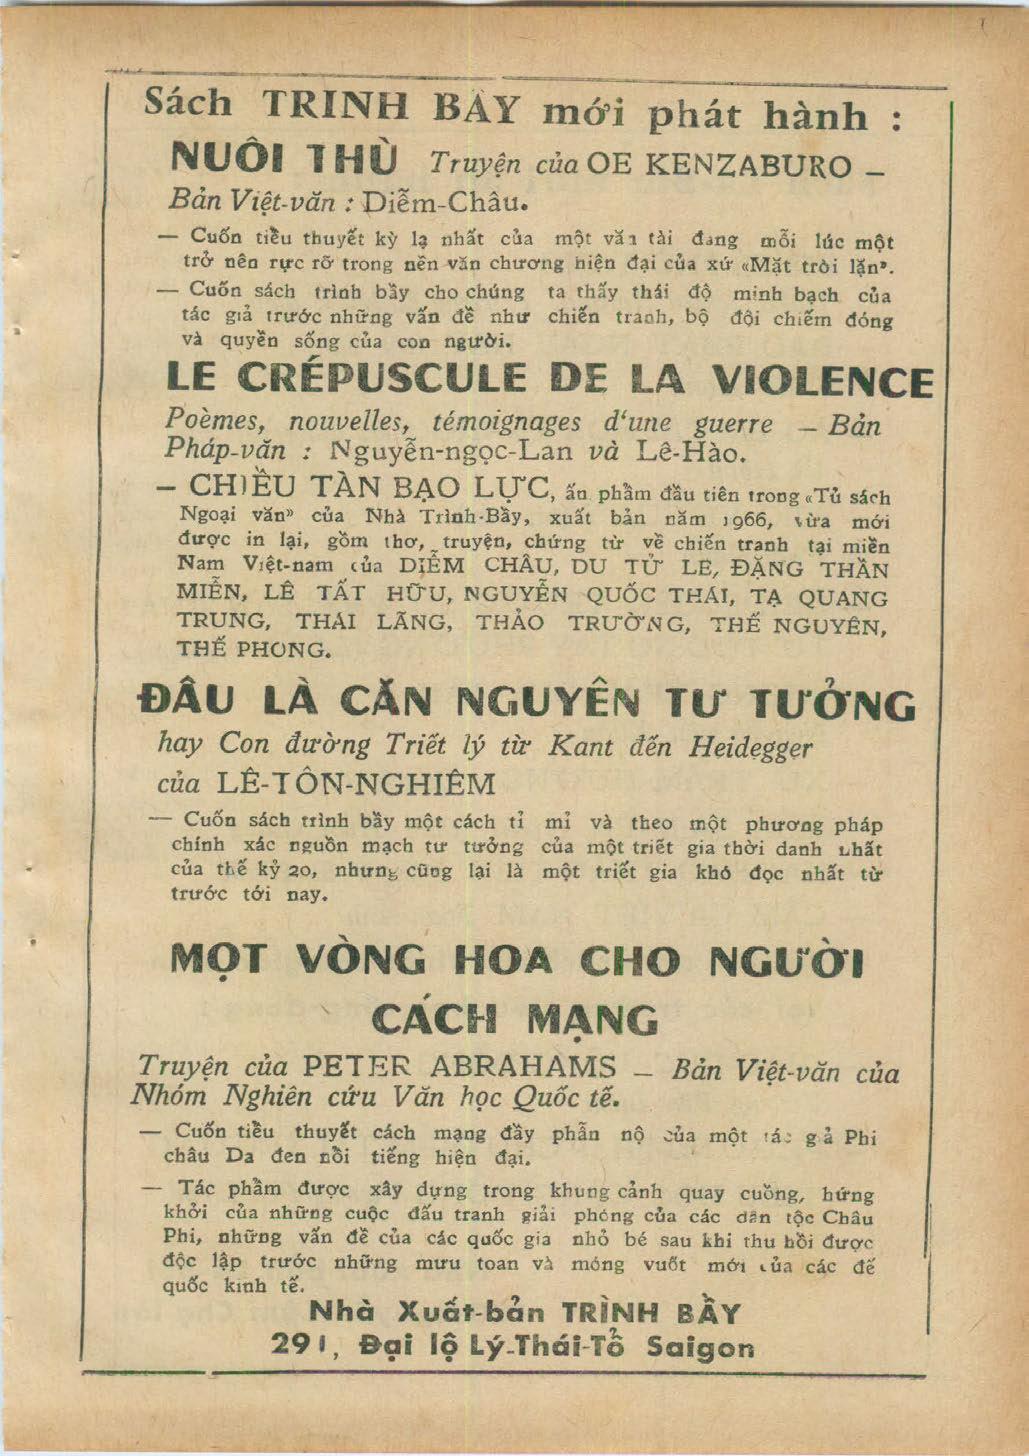 Sách TRINH BẦY mới phát hành :
NUÔI THÙ Truyện của OE KENZABURO –
Bản Việt-văn : Diễm-Châu.
— Cuốn tiểu thuyết kỳ lạ nhất của một văn tài đang mỗi lúc một
trở nên rực rỡ trong nền văn chương hiện đại của xứ «Mặt trời lặn».
— Cuốn sách trình bầy cho chúng ta thấy thái độ minh bạch của
tác giả trước những vấn đề như chiến tranh, bộ đội chiếm đóng
và quyền sống của con người.
LE CRÉPUSCULE DE LA VIOLENCE
Poèmes, nouvelles, témoignages d‘une guerre – Bản
Pháp-văn : Nguyễn-ngọc-Lan và Lê-Hào.
– CHIỀU TÀN BẠO LỰC, ấn phẩm đầu tiên trong «Tủ sách
Ngoại văn» của Nhà Trình-Bầy, xuất bản năm 1966, vừa mới
được in lại, gồm thơ, truyện, chứng từ về chiến tranh tại miền
Nam Việt-nam của DIỄM CHÂU, DU TỬ LÊ, ĐẶNG THẦN
MIỄN, LÊ TẤT HỮU, NGUYỄN QUỐC THÁI, TẠ QUANG
TRUNG, THÁI LÃNG, THẢO TRƯỜNG, THẾ NGUYÊN,
THẾ PHONG.
ĐÂU LÀ CĂN NGUYÊN TƯ TƯỞNG
hay Con đường Triết lý từ Kant đến Heidegger
của LÊ-TÔN-NGHIÊM
— Cuốn sách trình bầy một cách tỉ mỉ và theo một phương pháp
chính xác nguồn mạch tư tưởng của một triết gia thời danh nhất
của thế kỷ 20, nhưng cũng lại là một triết gia khó đọc nhất từ
trước tới nay.
MỘT VÒNG HOA CHO NGƯỜI
CÁCH MẠNG
Truyện của PETER ABRAHAMS – Bản Việt-văn của
Nhóm Nghiên cứu Văn học Quốc tế.
— Cuốn tiểu thuyết cách mạng đầy phẫn nộ của một tác giả Phi
châu Da đen nổi tiếng hiện đại.
— Tác phẩm được xây dựng trong khung cảnh quay cuồng, hứng
khởi của những cuộc đấu tranh giải phóng của các dân tộc Châu
Phi, những vấn đề của các quốc gia nhỏ bé sau khi thu hồi được
độc lập trước những mưu toan và móng vuốt mới của các đế
quốc kinh tế.
Nhà Xuất-bản TRÌNH BẦY
291, Đại lộ Lý-Thái-Tổ Saigon